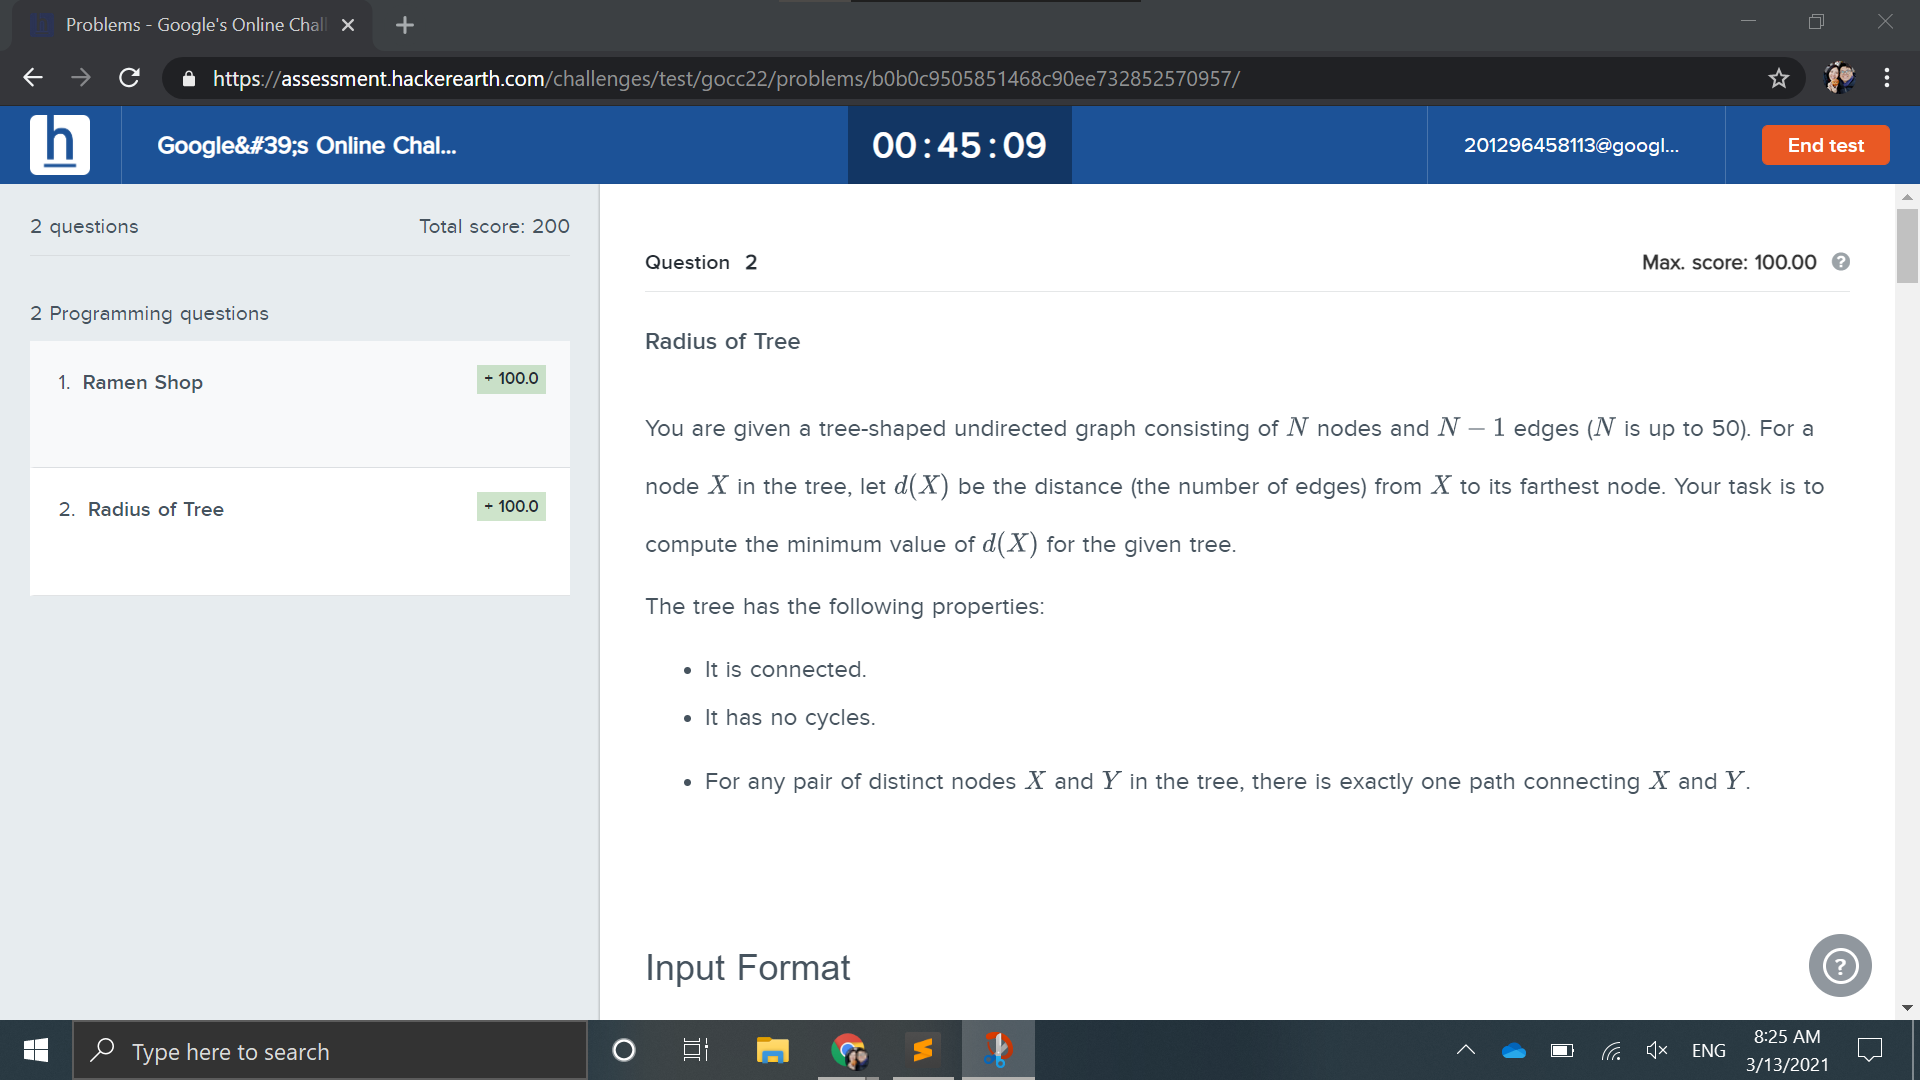 Problems - Google's Online Chall
https://assessment.hackerearth.com/challenges/test/gocc22/problems/b0b0c9505851468c90ee732852570957/
h
Google&#39;s Online Chal...
00:45:09
201296458113@googl...
End test
2 questions
Total score: 200
2 Programming questions
1. Ramen Shop
+ 100.0
2. Radius of Tree
+ 100.0
Question 2
Max. score: 100.00
?
Radius of Tree
You are given a tree-shaped undirected graph consisting of N nodes and N − 1 edges (N is up to 50). For a
node X in the tree, let d(X) be the distance (the number of edges) from X to its farthest node. Your task is to
compute the minimum value of d(X) for the given tree.
The tree has the following properties:
• It is connected.
• It has no cycles.
• For any pair of distinct nodes X and Y in the tree, there is exactly one path connecting X and Y.
Input Format
?
Type here to search
ENG
8:25 AM
3/13/2021